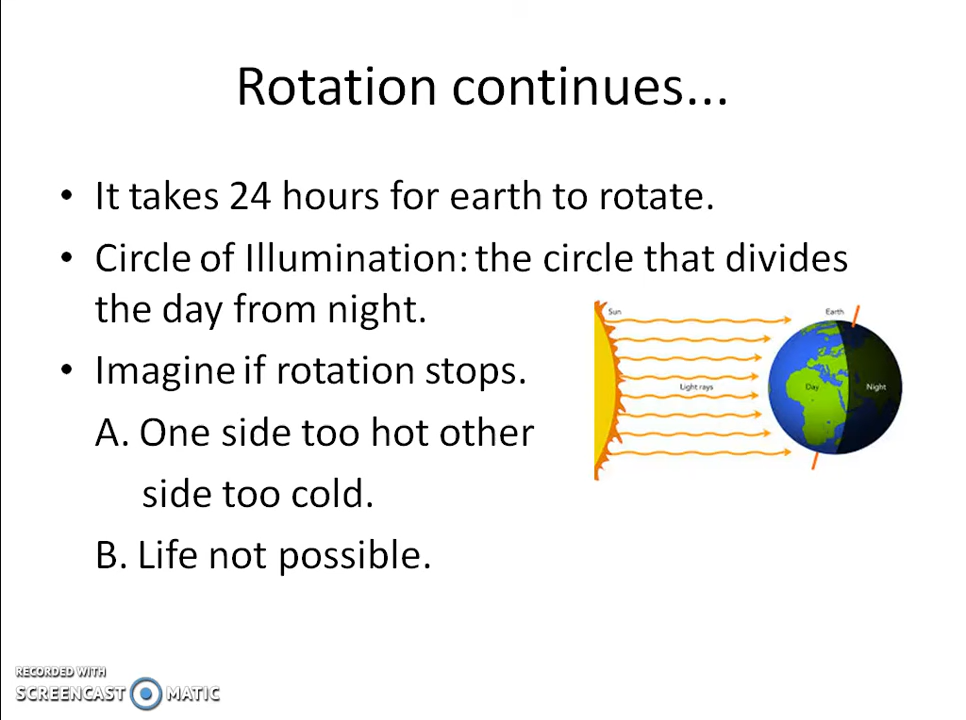 Rotation continues...
• It takes 24 hours for earth to rotate.
• Circle of Illumination: the circle that divides
the day from night.
Sun
Earth
• Imagine if rotation stops.
Light rays
Day
Night
A. One side too hot other
side too cold.
B. Life not possible.
RECORDED WITH
SCREENCAST MATIC